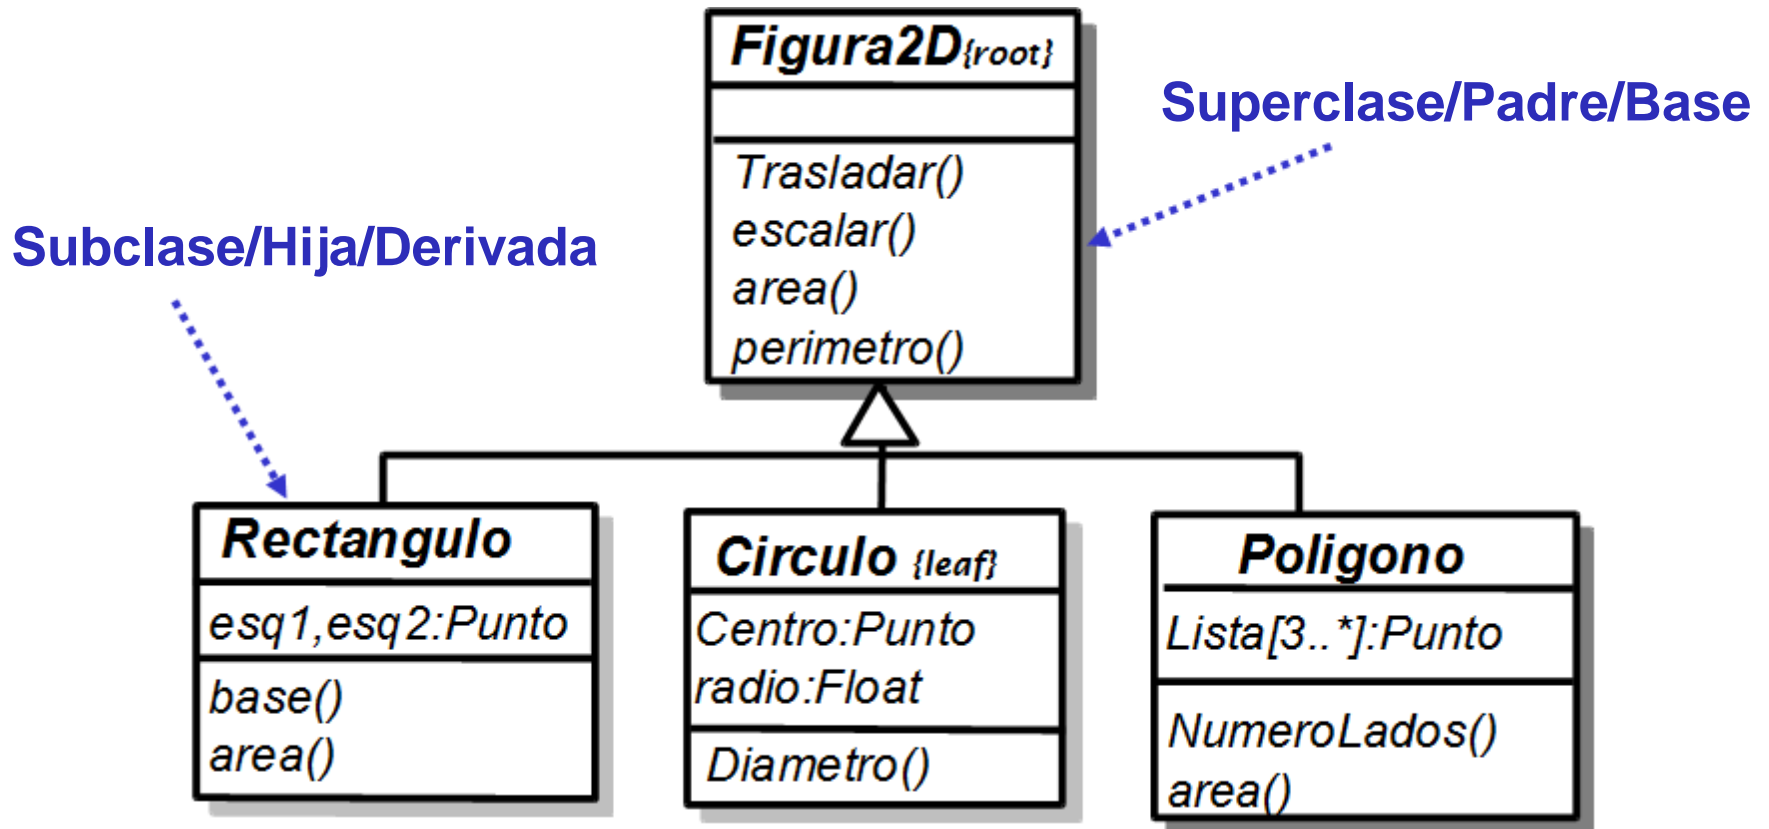 Figura2D{root}
Superclase/Padre/Base
Trasladar()
escalar()
area()
perimetro()
Subclase/Hija/Derivada
Rectangulo
esq1,esq2:Punto
base()
area()
Circulo {leaf}
Centro:Punto
radio:Float
Diametro()
Poligono
Lista[3..*]:Punto
NumeroLados()
area()